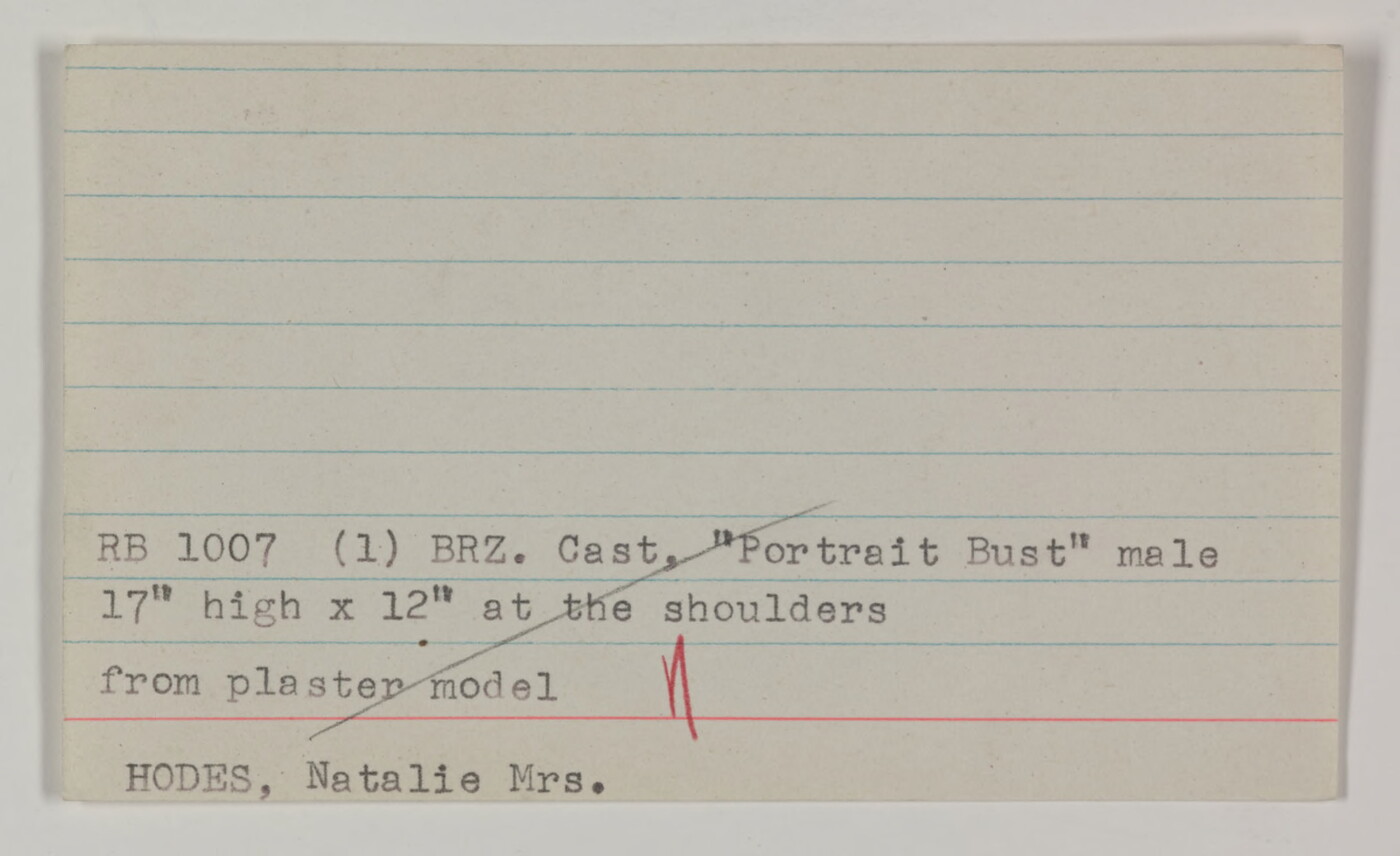 RB 1007 (1) BRZ. Cast, "Portrait Bust" male
17" high x 12" at the shoulders
from plaster model
HODES, Natalie Mrs.